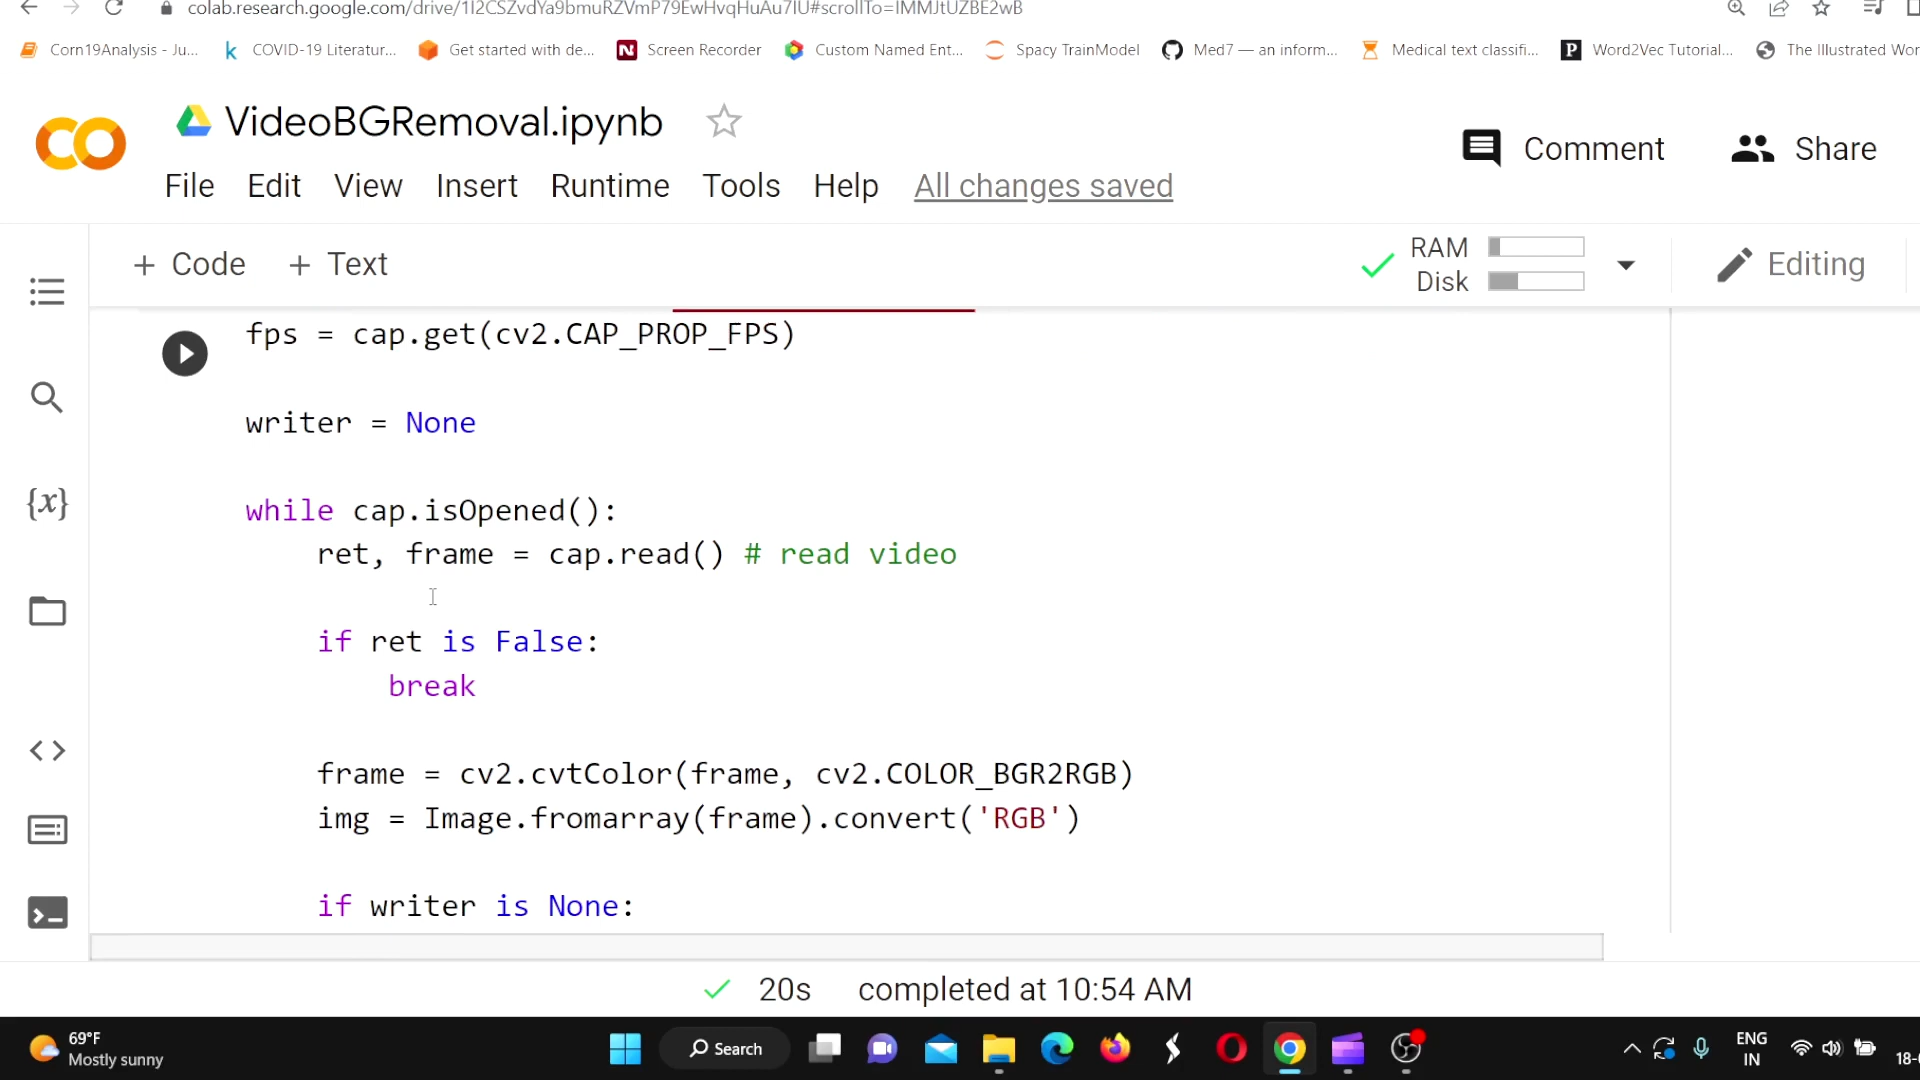 colab.research.google.com/drive/1I2CSZvdYa9bmuRZVmP79EwHvqHuAu7IU#scrollTo=IMMJtUZBE2wB
Corn19Analysis - Ju...
COVID-19 Literatur...
Get started with de...
Screen Recorder
Custom Named Ent...
Spacy TrainModel
Med7 — an inform...
Medical text classifi...
Word2Vec Tutorial...
The Illustrated Wor
VideoBGRemoval.ipynb
Comment
Share
File Edit View Insert Runtime Tools Help All changes saved
+ Code + Text
RAM
Disk
Editing
fps = cap.get(cv2.CAP_PROP_FPS)
writer = None
while cap.isOpened():
ret, frame = cap.read() # read video
if ret is False:
break
frame = cv2.cvtColor(frame, cv2.COLOR_BGR2RGB)
img = Image.fromarray(frame).convert('RGB')
if writer is None:
20s completed at 10:54 AM
69°F
Mostly sunny
Search
ENG
IN
18-